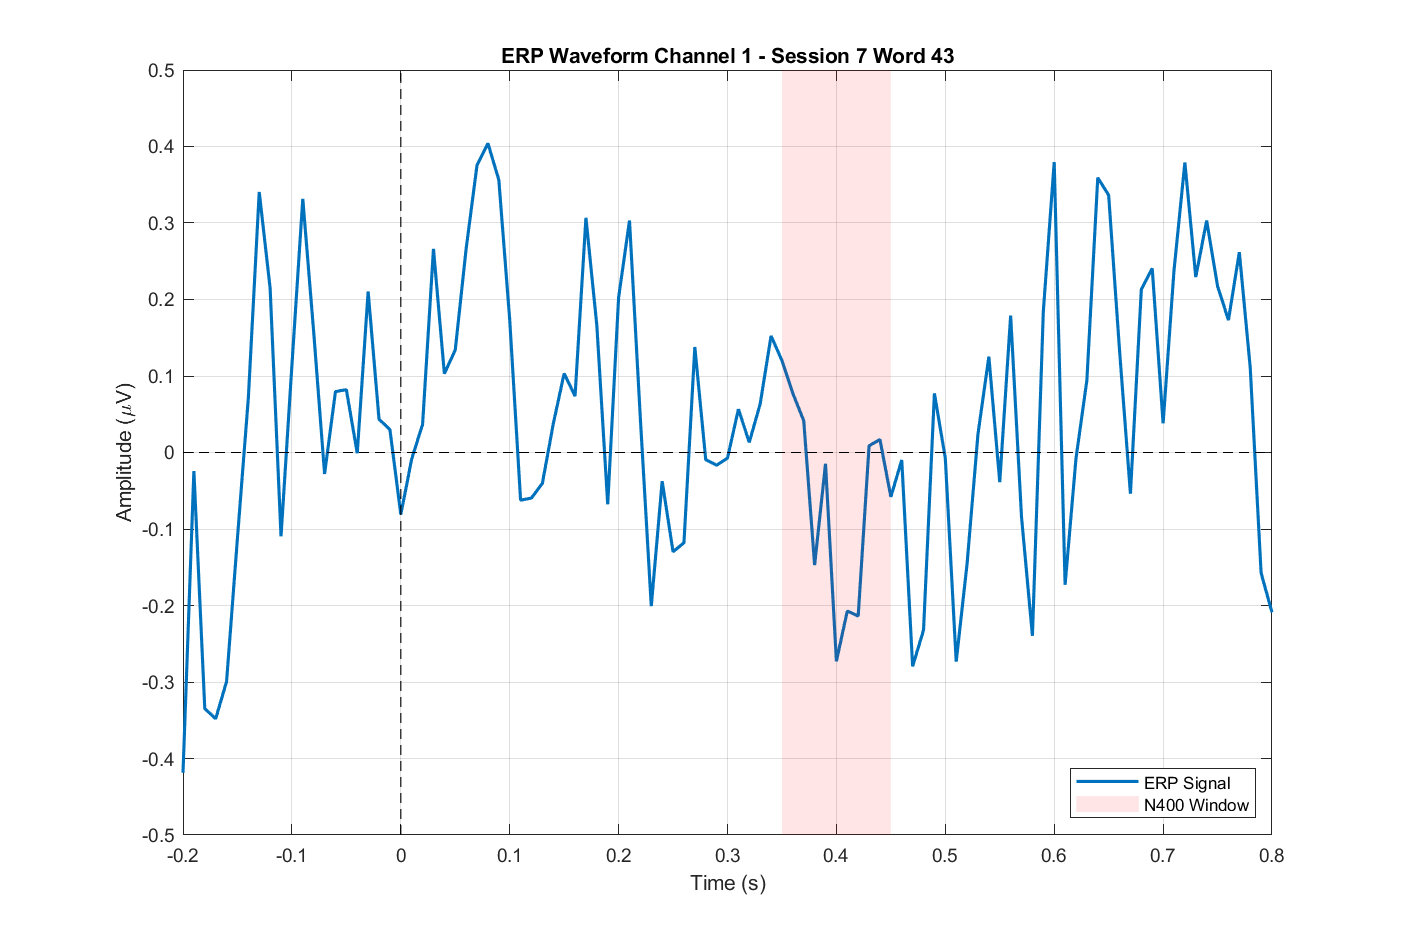 ERP Waveform Channel 1 - Session 7 Word 43
0.5
0.4
0.3
0.2
0.1
0
-0.1
-0.2
-0.3
-0.4
-0.5
Amplitude (μV)
-0.2 -0.1 0 0.1 0.2 0.3 0.4 0.5 0.6 0.7 0.8
Time (s)
ERP Signal
N400 Window